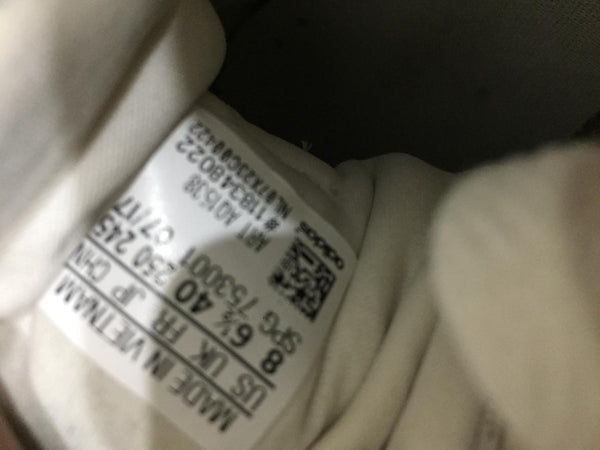 MADE IN VIETNAM
US UK FR JP CHN
8 6½ 40 250 245
SPG 753001 07/17
ART
#118348022
adidas